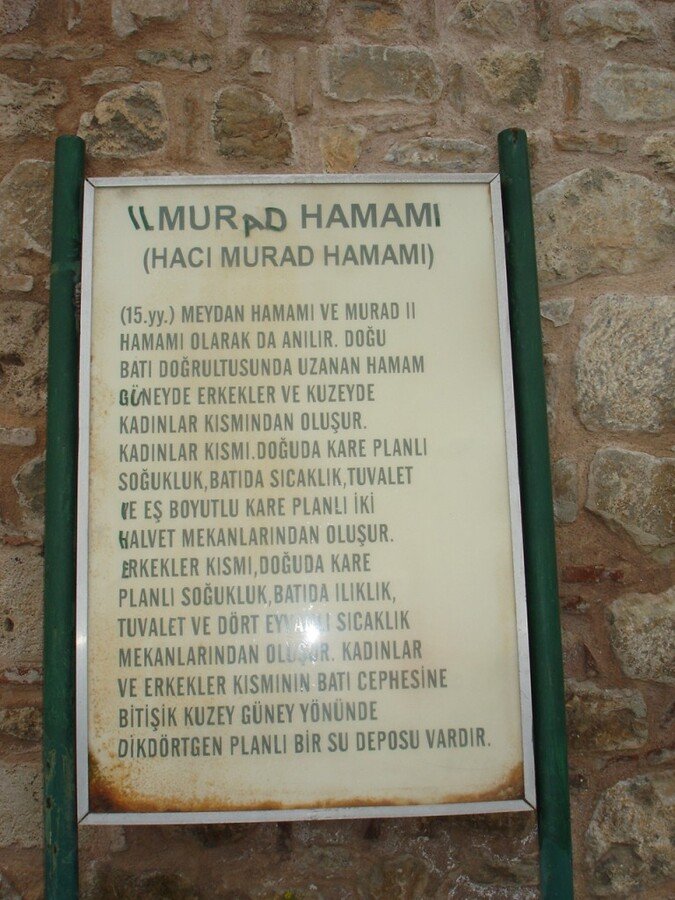 II.MURAD HAMAMI
(HACI MURAD HAMAMI)
(15.yy.) MEYDAN HAMAMI VE MURAD II
HAMAMI OLARAK DA ANILIR. DOĞU
BATI DOĞRULTUSUNDA UZANAN HAMAM
GÜNEYDE ERKEKLER VE KUZEYDE
KADINLAR KISMINDAN OLUŞUR.
KADINLAR KISMI.DOĞUDA KARE PLANLI
SOĞUKLUK,BATIDA SICAKLIK,TUVALET
VE EŞ BOYUTLU KARE PLANLI İKİ
HALVET MEKANLARINDAN OLUŞUR.
ERKEKLER KISMI,DOĞUDA KARE
PLANLI SOĞUKLUK,BATIDA ILIKLIK,
TUVALET VE DÖRT EYVANLI SICAKLIK
MEKANLARINDAN OLUŞUR. KADINLAR
VE ERKEKLER KISMININ BATI CEPHESİNE
BİTİŞİK KUZEY GÜNEY YÖNÜNDE
DİKDÖRTGEN PLANLI BİR SU DEPOSU VARDIR.